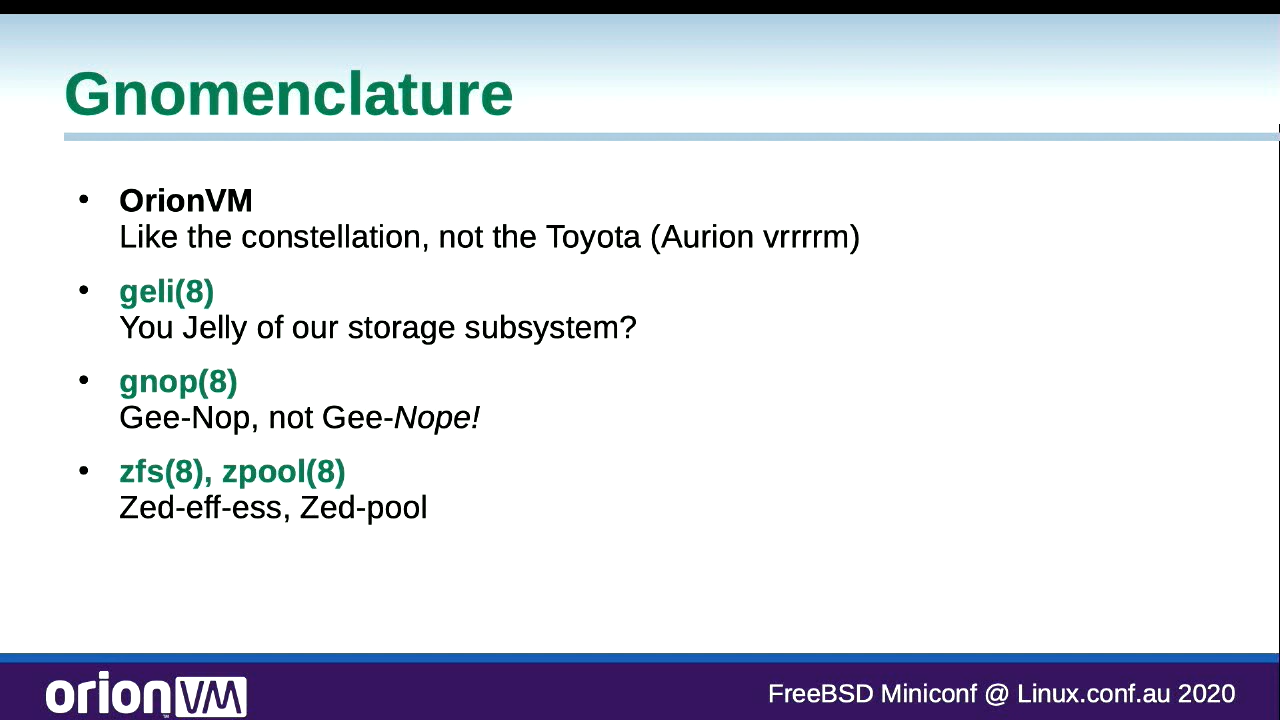 Gnomenclature
• OrionVM
Like the constellation, not the Toyota (Aurion vrrrrm)
• geli(8)
You Jelly of our storage subsystem?
• gnop(8)
Gee-Nop, not Gee-Nope!
• zfs(8), zpool(8)
Zed-eff-ess, Zed-pool
orionVM
FreeBSD Miniconf @ Linux.conf.au 2020